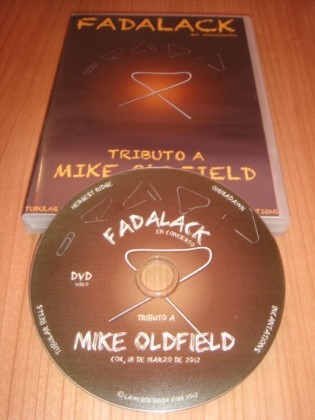 FADALACK
en concierto
TRIBUTO A
MIKE OLDFIELD
TUBULAR
TIONS
HERGEST RIDGE
OMMADAWN
FADALACK
EN CONCIERTO
DVD
VIDEO
TUBULAR BELLS
INCANTATIONS
TRIBUTO A
MIKE OLDFIELD
COX, 18 DE MARZO DE 2012